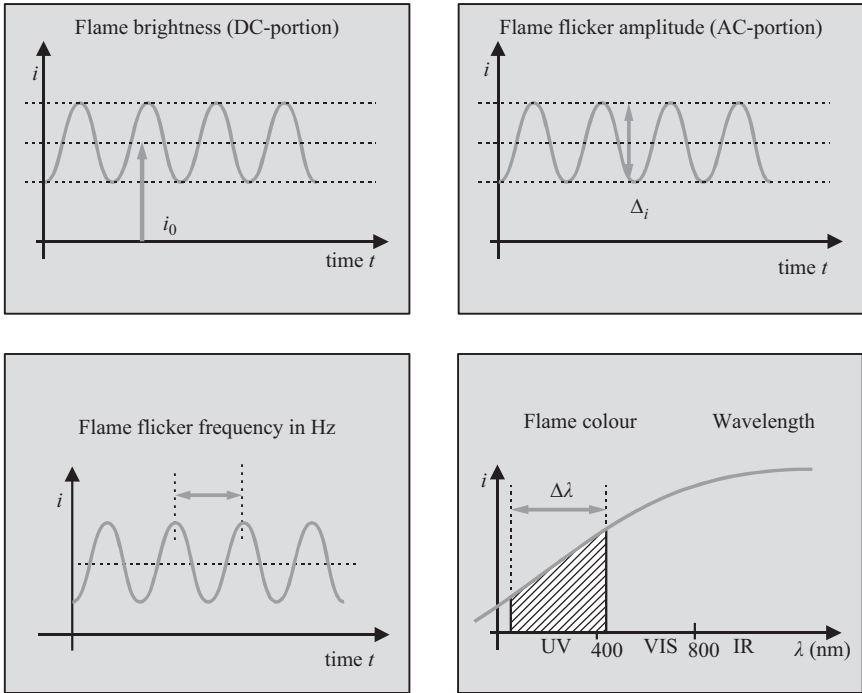 Flame brightness (DC-portion)
i
i0
time t
Flame flicker amplitude (AC-portion)
i
Δi
time t
Flame flicker frequency in Hz
i
time t
Flame colour Wavelength
i
Δλ
UV 400 VIS 800 IR λ (nm)